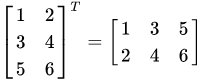 [1 2]^T = [1 3 5]
[3 4]     [2 4 6]
[5 6]